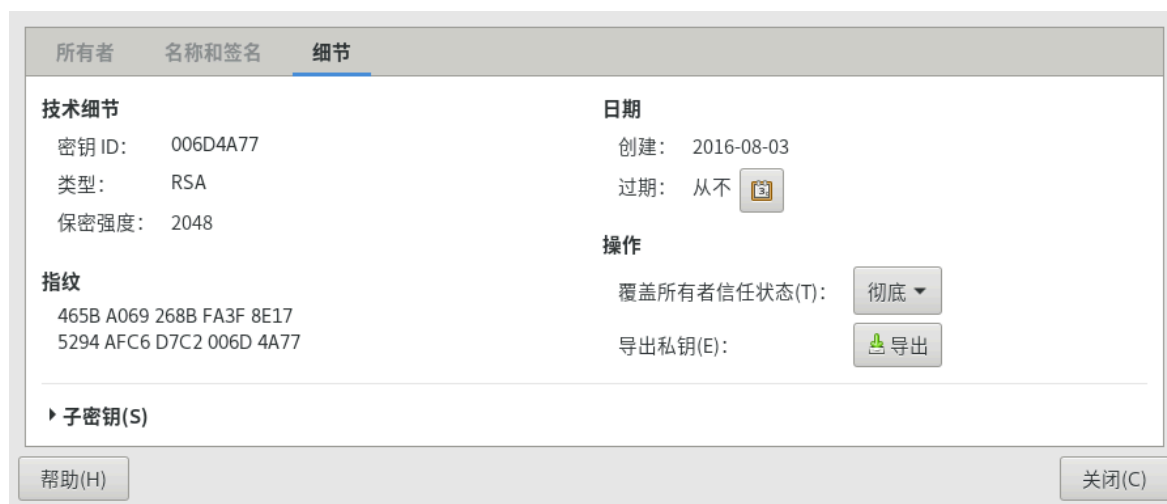 所有者 名称和签名 细节
技术细节
密钥 ID： 006D4A77
类型： RSA
保密强度： 2048
指纹
465B A069 268B FA3F 8E17
5294 AFC6 D7C2 006D 4A77
日期
创建： 2016-08-03
过期： 从不
操作
覆盖所有者信任状态(T)： 彻底
导出私钥(E)： 导出
子密钥(S)
帮助(H) 关闭(C)